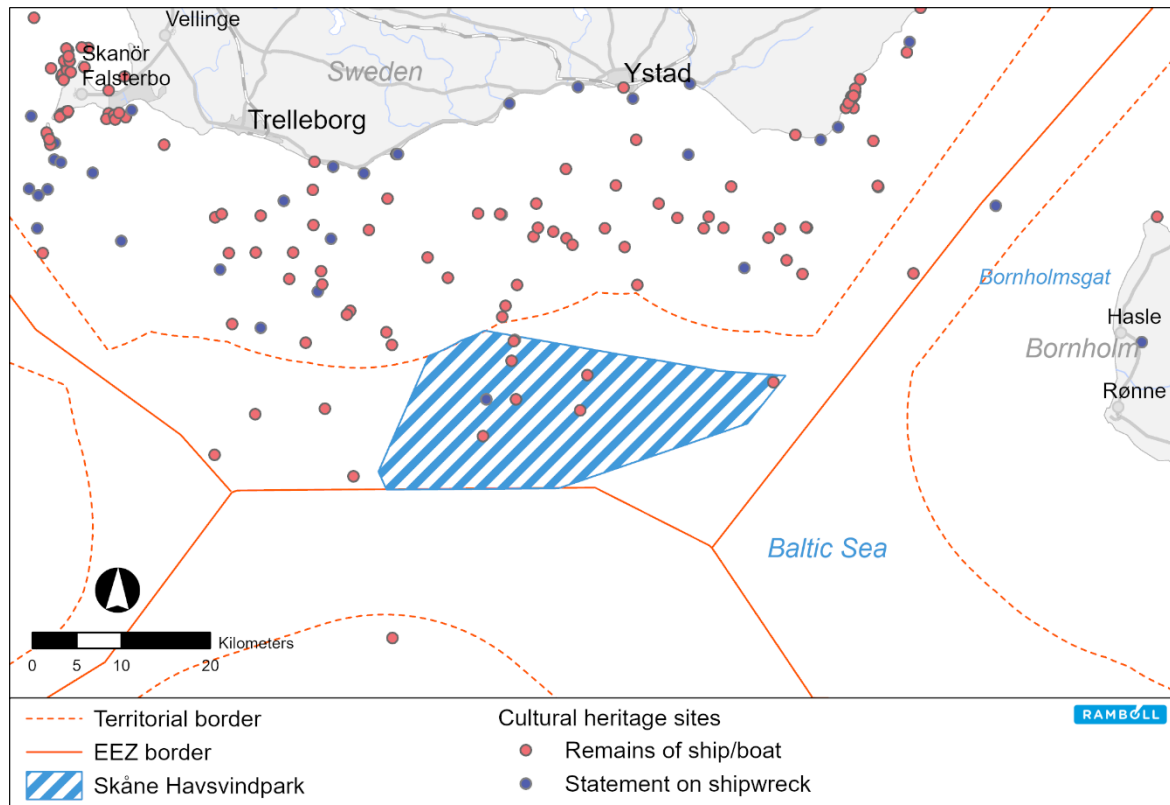 Vellinge
Skanör
Falsterbo
Sweden
Ystad
Trelleborg
Bornholmsgat
Hasle
Bornholm
Rønne
Baltic Sea
Kilometers
0 5 10 20
Territorial border
EEZ border
Skåne Havsvindpark
Cultural heritage sites
Remains of ship/boat
Statement on shipwreck
RAMBOLL